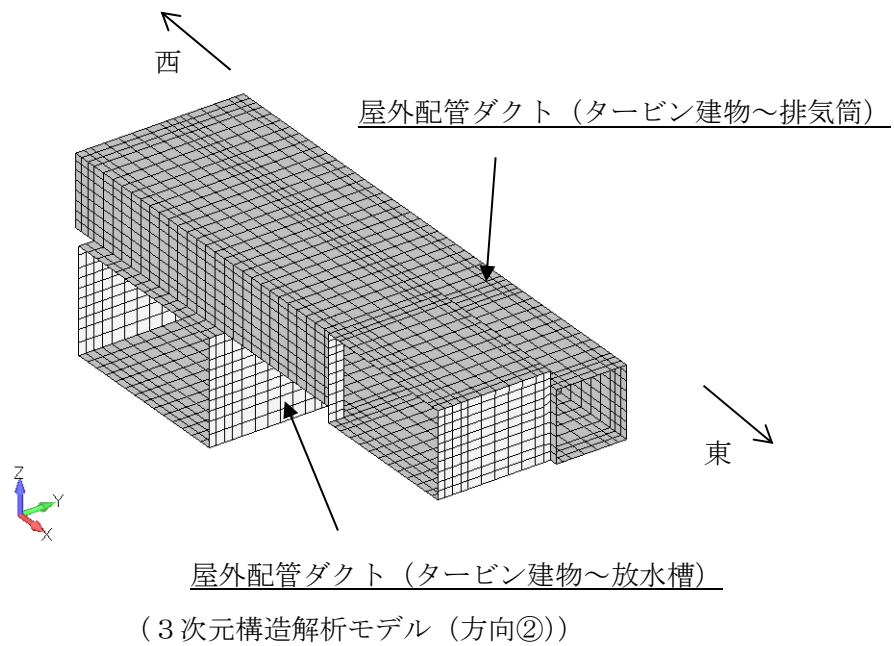 西
屋外配管ダクト（タービン建物～排気筒）
東
Z
Y
X
屋外配管ダクト（タービン建物～放水槽）
（３次元構造解析モデル（方向②））